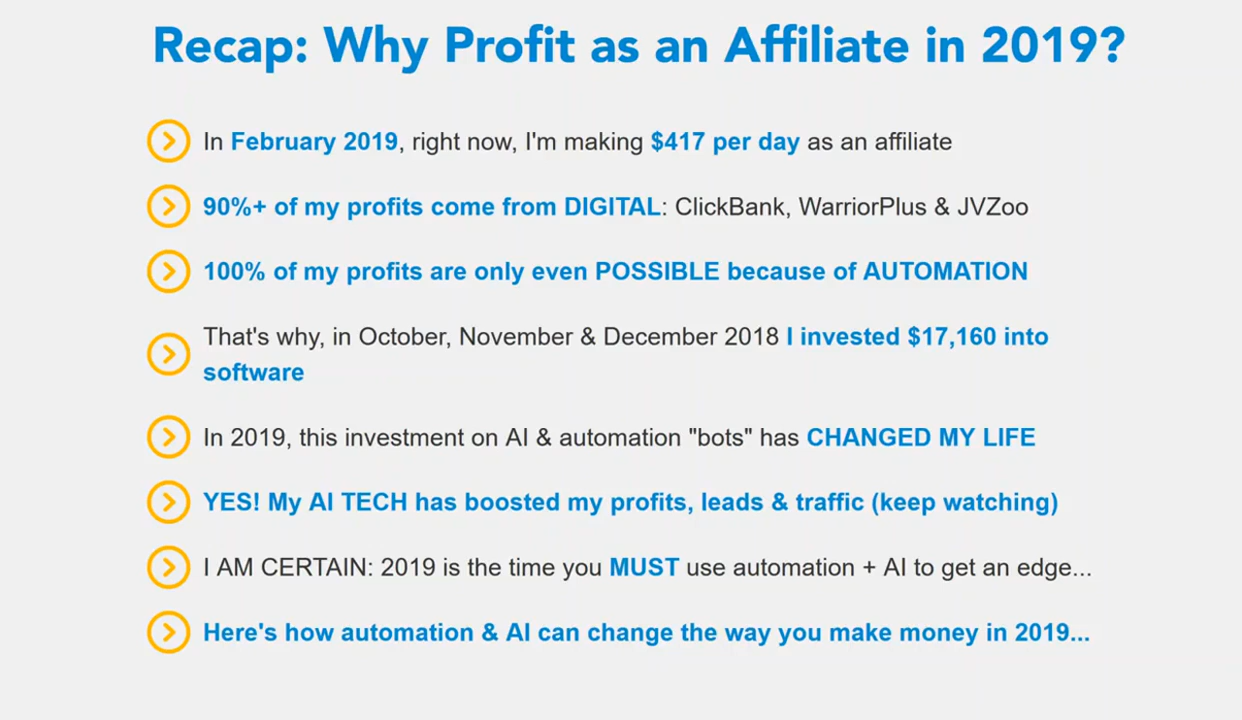 Recap: Why Profit as an Affiliate in 2019?
In February 2019, right now, I'm making $417 per day as an affiliate
90%+ of my profits come from DIGITAL: ClickBank, WarriorPlus & JVZoo
100% of my profits are only even POSSIBLE because of AUTOMATION
That's why, in October, November & December 2018 I invested $17,160 into
software
In 2019, this investment on AI & automation "bots" has CHANGED MY LIFE
YES! My AI TECH has boosted my profits, leads & traffic (keep watching)
I AM CERTAIN: 2019 is the time you MUST use automation + AI to get an edge...
Here's how automation & AI can change the way you make money in 2019...